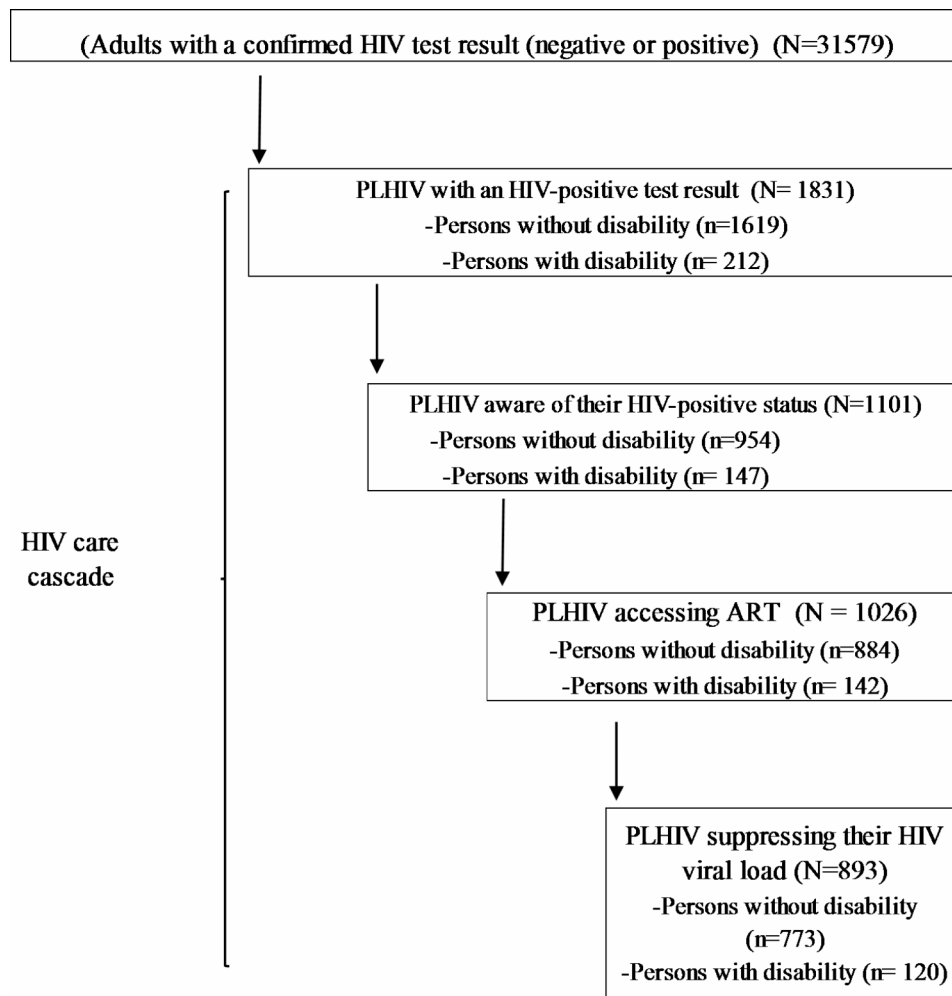 (Adults with a confirmed HIV test result (negative or positive) (N=31579)
PLHIV with an HIV-positive test result (N= 1831)
-Persons without disability (n=1619)
-Persons with disability (n= 212)
PLHIV aware of their HIV-positive status (N=1101)
-Persons without disability (n=954)
-Persons with disability (n= 147)
HIV care
cascade
PLHIV accessing ART (N = 1026)
-Persons without disability (n=884)
-Persons with disability (n= 142)
PLHIV suppressing their HIV
viral load (N=893)
-Persons without disability
(n=773)
-Persons with disability (n= 120)